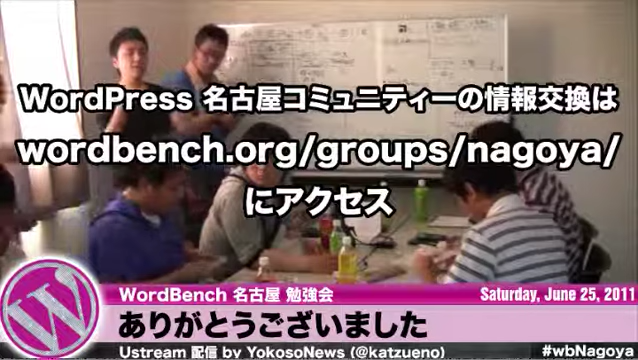 WordPress 名古屋コミュニティーの情報交換は
wordbench.org/groups/nagoya/
にアクセス
WordBench 名古屋 勉強会
Saturday, June 25, 2011
ありがとうございました
Ustream 配信 by YokosoNews (@katzueno)
#wbNagoya